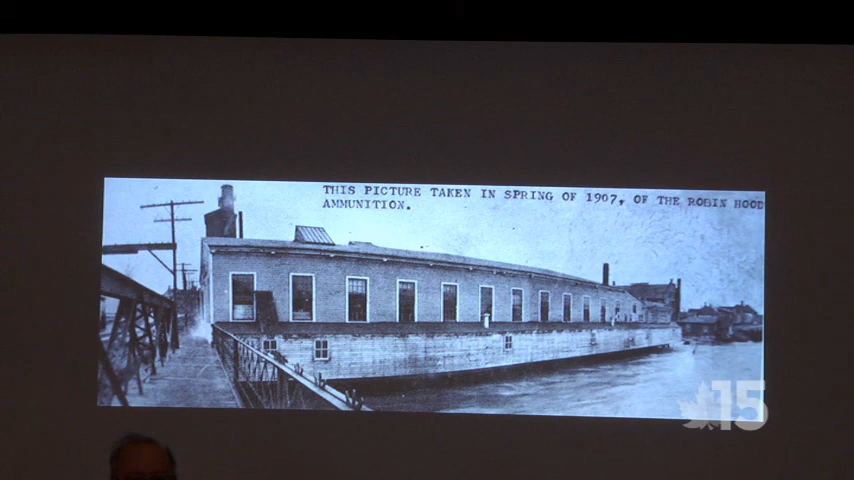 THIS PICTURE TAKEN IN SPRING OF 1907, OF THE ROBIN HOOD
AMMUNITION.
15